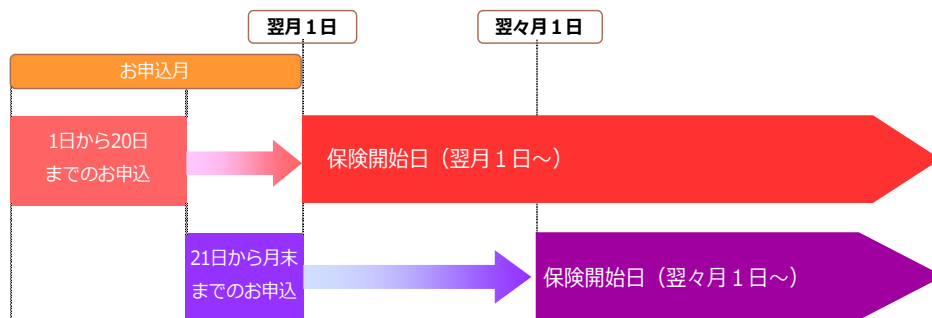 翌月１日
翌々月１日
お申込月
1日から20日
までのお申込
保険開始日（翌月１日～）
21日から月末
までのお申込
保険開始日（翌々月１日～）